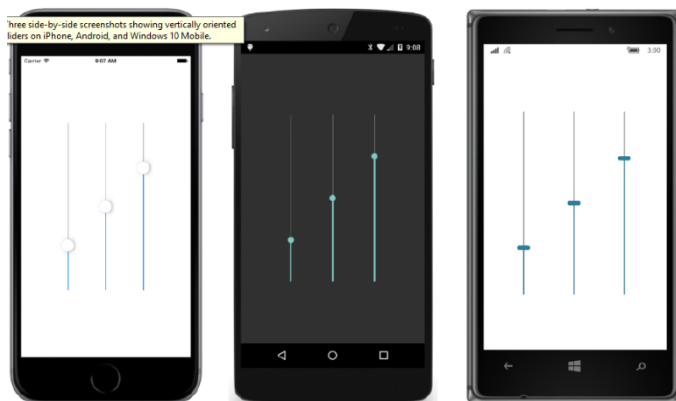 Three side-by-side screenshots showing vertically oriented
sliders on iPhone, Android, and Windows 10 Mobile.
Carrier
9:07 AM
9:08
3:00